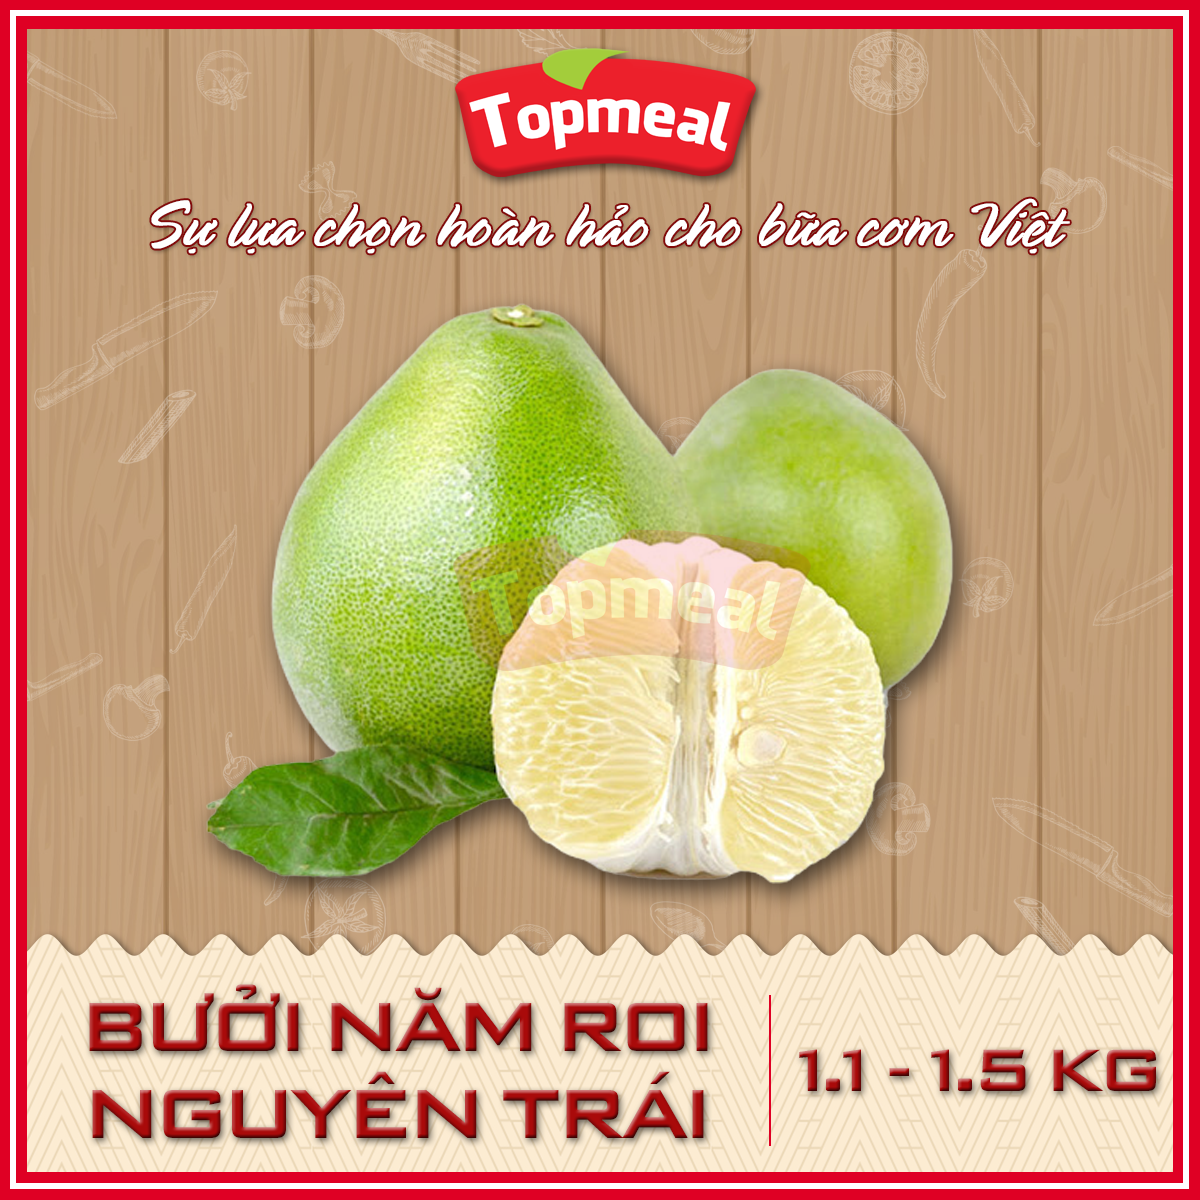 Topmeal
Sự lựa chọn hoàn hảo cho bữa cơm Việt
Topmeal
BƯỞI NĂM ROI
NGUYÊN TRÁI
1.1 - 1.5 KG